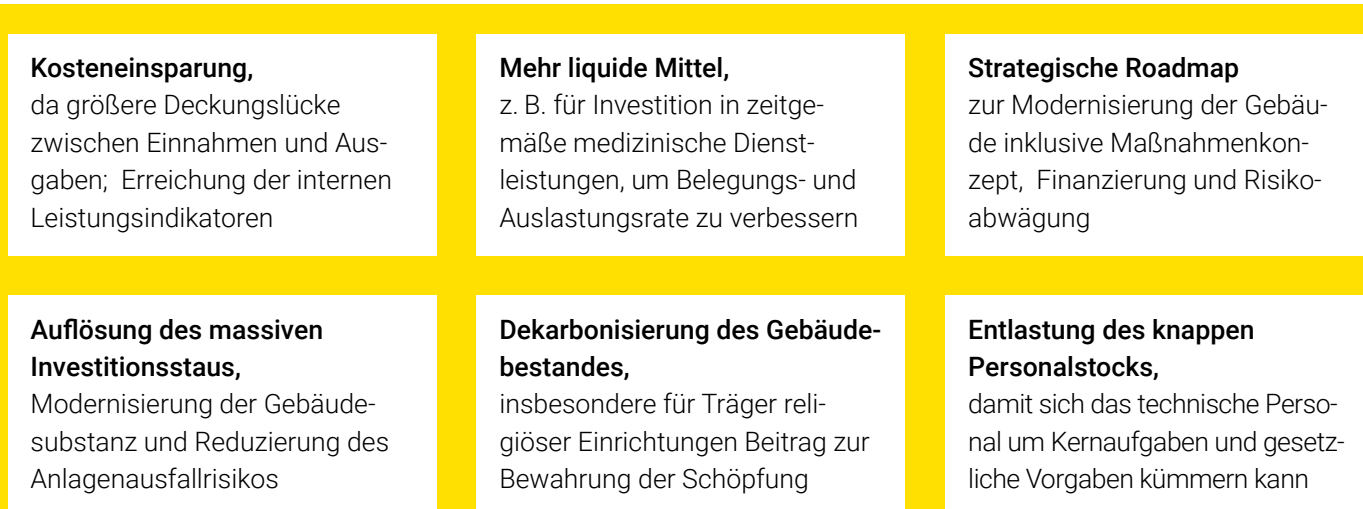 Kosteneinsparung,
da größere Deckungslücke
zwischen Einnahmen und Aus-
gaben;  Erreichung der internen
Leistungsindikatoren
Mehr liquide Mittel,
z. B. für Investition in zeitge-
mäße medizinische Dienst-
leistungen, um Belegungs- und
Auslastungsrate zu verbessern
Strategische Roadmap
zur Modernisierung der Gebäu-
de inklusive Maßnahmenkon-
zept,  Finanzierung und Risiko-
abwägung
Auflösung des massiven
Investitionsstaus,
Modernisierung der Gebäude-
substanz und Reduzierung des
Anlagenausfallrisikos
Dekarbonisierung des Gebäude-
bestandes,
insbesondere für Träger reli-
giöser Einrichtungen Beitrag zur
Bewahrung der Schöpfung
Entlastung des knappen
Personalstocks,
damit sich das technische Perso-
nal um Kernaufgaben und gesetz-
liche Vorgaben kümmern kann